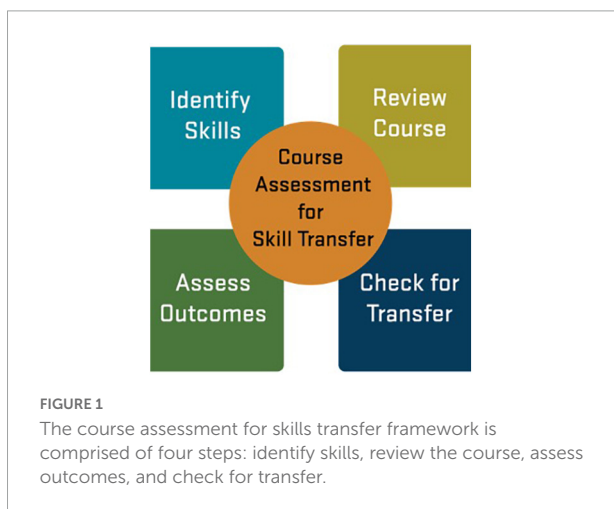 Identify
Skills
Review
Course
Course
Assessment
for
Skill Transfer
Assess
Outcomes
Check for
Transfer
FIGURE 1
The course assessment for skills transfer framework is
comprised of four steps: identify skills, review the course, assess
outcomes, and check for transfer.